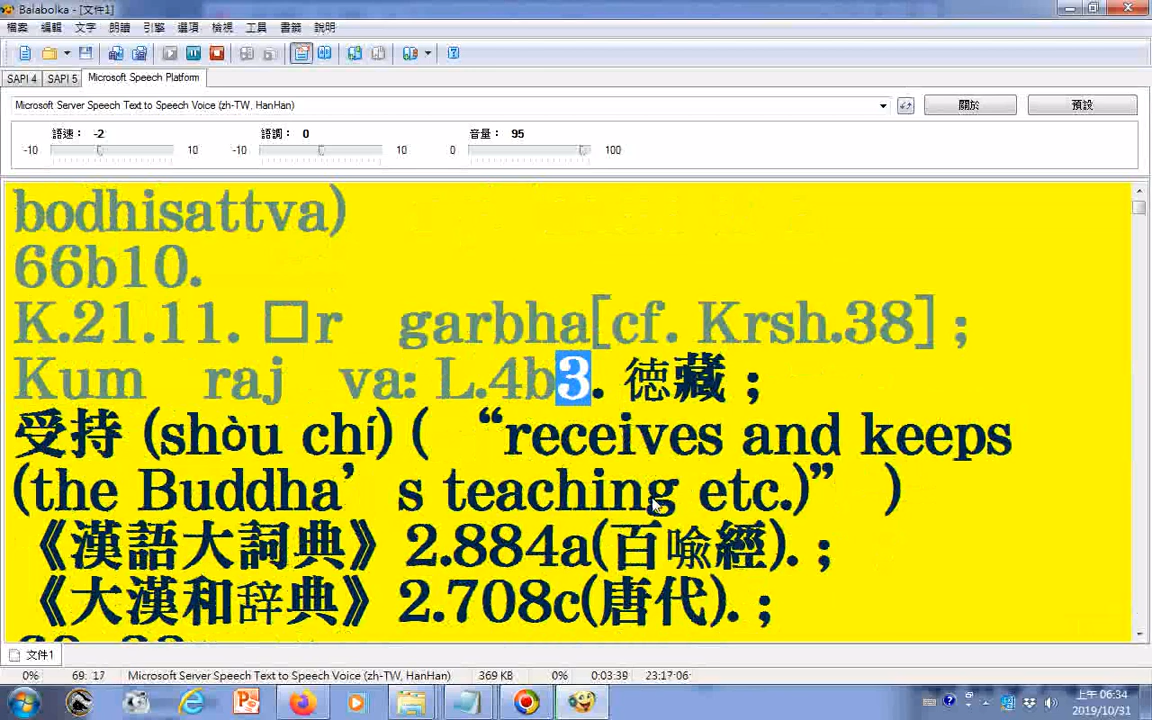 Balabolka - [文件1]
檔案 編輯 文字 朗讀 引擎 選項 檢視 工具 書籤 說明
SAPI 4 SAPI 5 Microsoft Speech Platform
Microsoft Server Speech Text to Speech Voice (zh-TW, HanHan) 關於 預設
語速： -2 語調： 0 音量： 95
-10 10 -10 10 0 100
bodhisattva)
66b10.
K.21.11. □r garbha[cf. Krsh.38] ;
Kum raj va: L.4b3. 徳藏 ;
受持 (shòu chí) ( “receives and keeps
(the Buddha’s teaching etc.)” )
《漢語大詞典》 2.884a(百喩經). ;
《大漢和辞典》 2.708c(唐代). ;
文件1
0% 69: 17 Microsoft Server Speech Text to Speech Voice (zh-TW, HanHan) 369 KB 0% 0:03:39 23:17:06
上午 06:34
2019/10/31